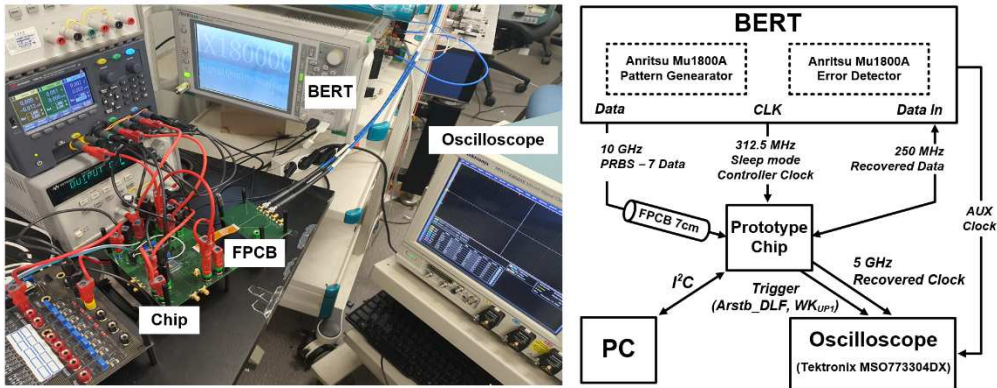 BERT
Oscilloscope
FPCB
Chip
BERT
Anritsu Mu1800A
Pattern Genearator
Anritsu Mu1800A
Error Detector
Data
CLK
Data In
10 GHz
PRBS – 7 Data
312.5 MHz
Sleep mode
Controller Clock
250 MHz
Recovered Data
AUX
Clock
FPCB 7cm
Prototype
Chip
I²C
Trigger
(Arstb_DLF, WK_UP1)
5 GHz
Recovered Clock
PC
Oscilloscope
(Tektronix MSO773304DX)